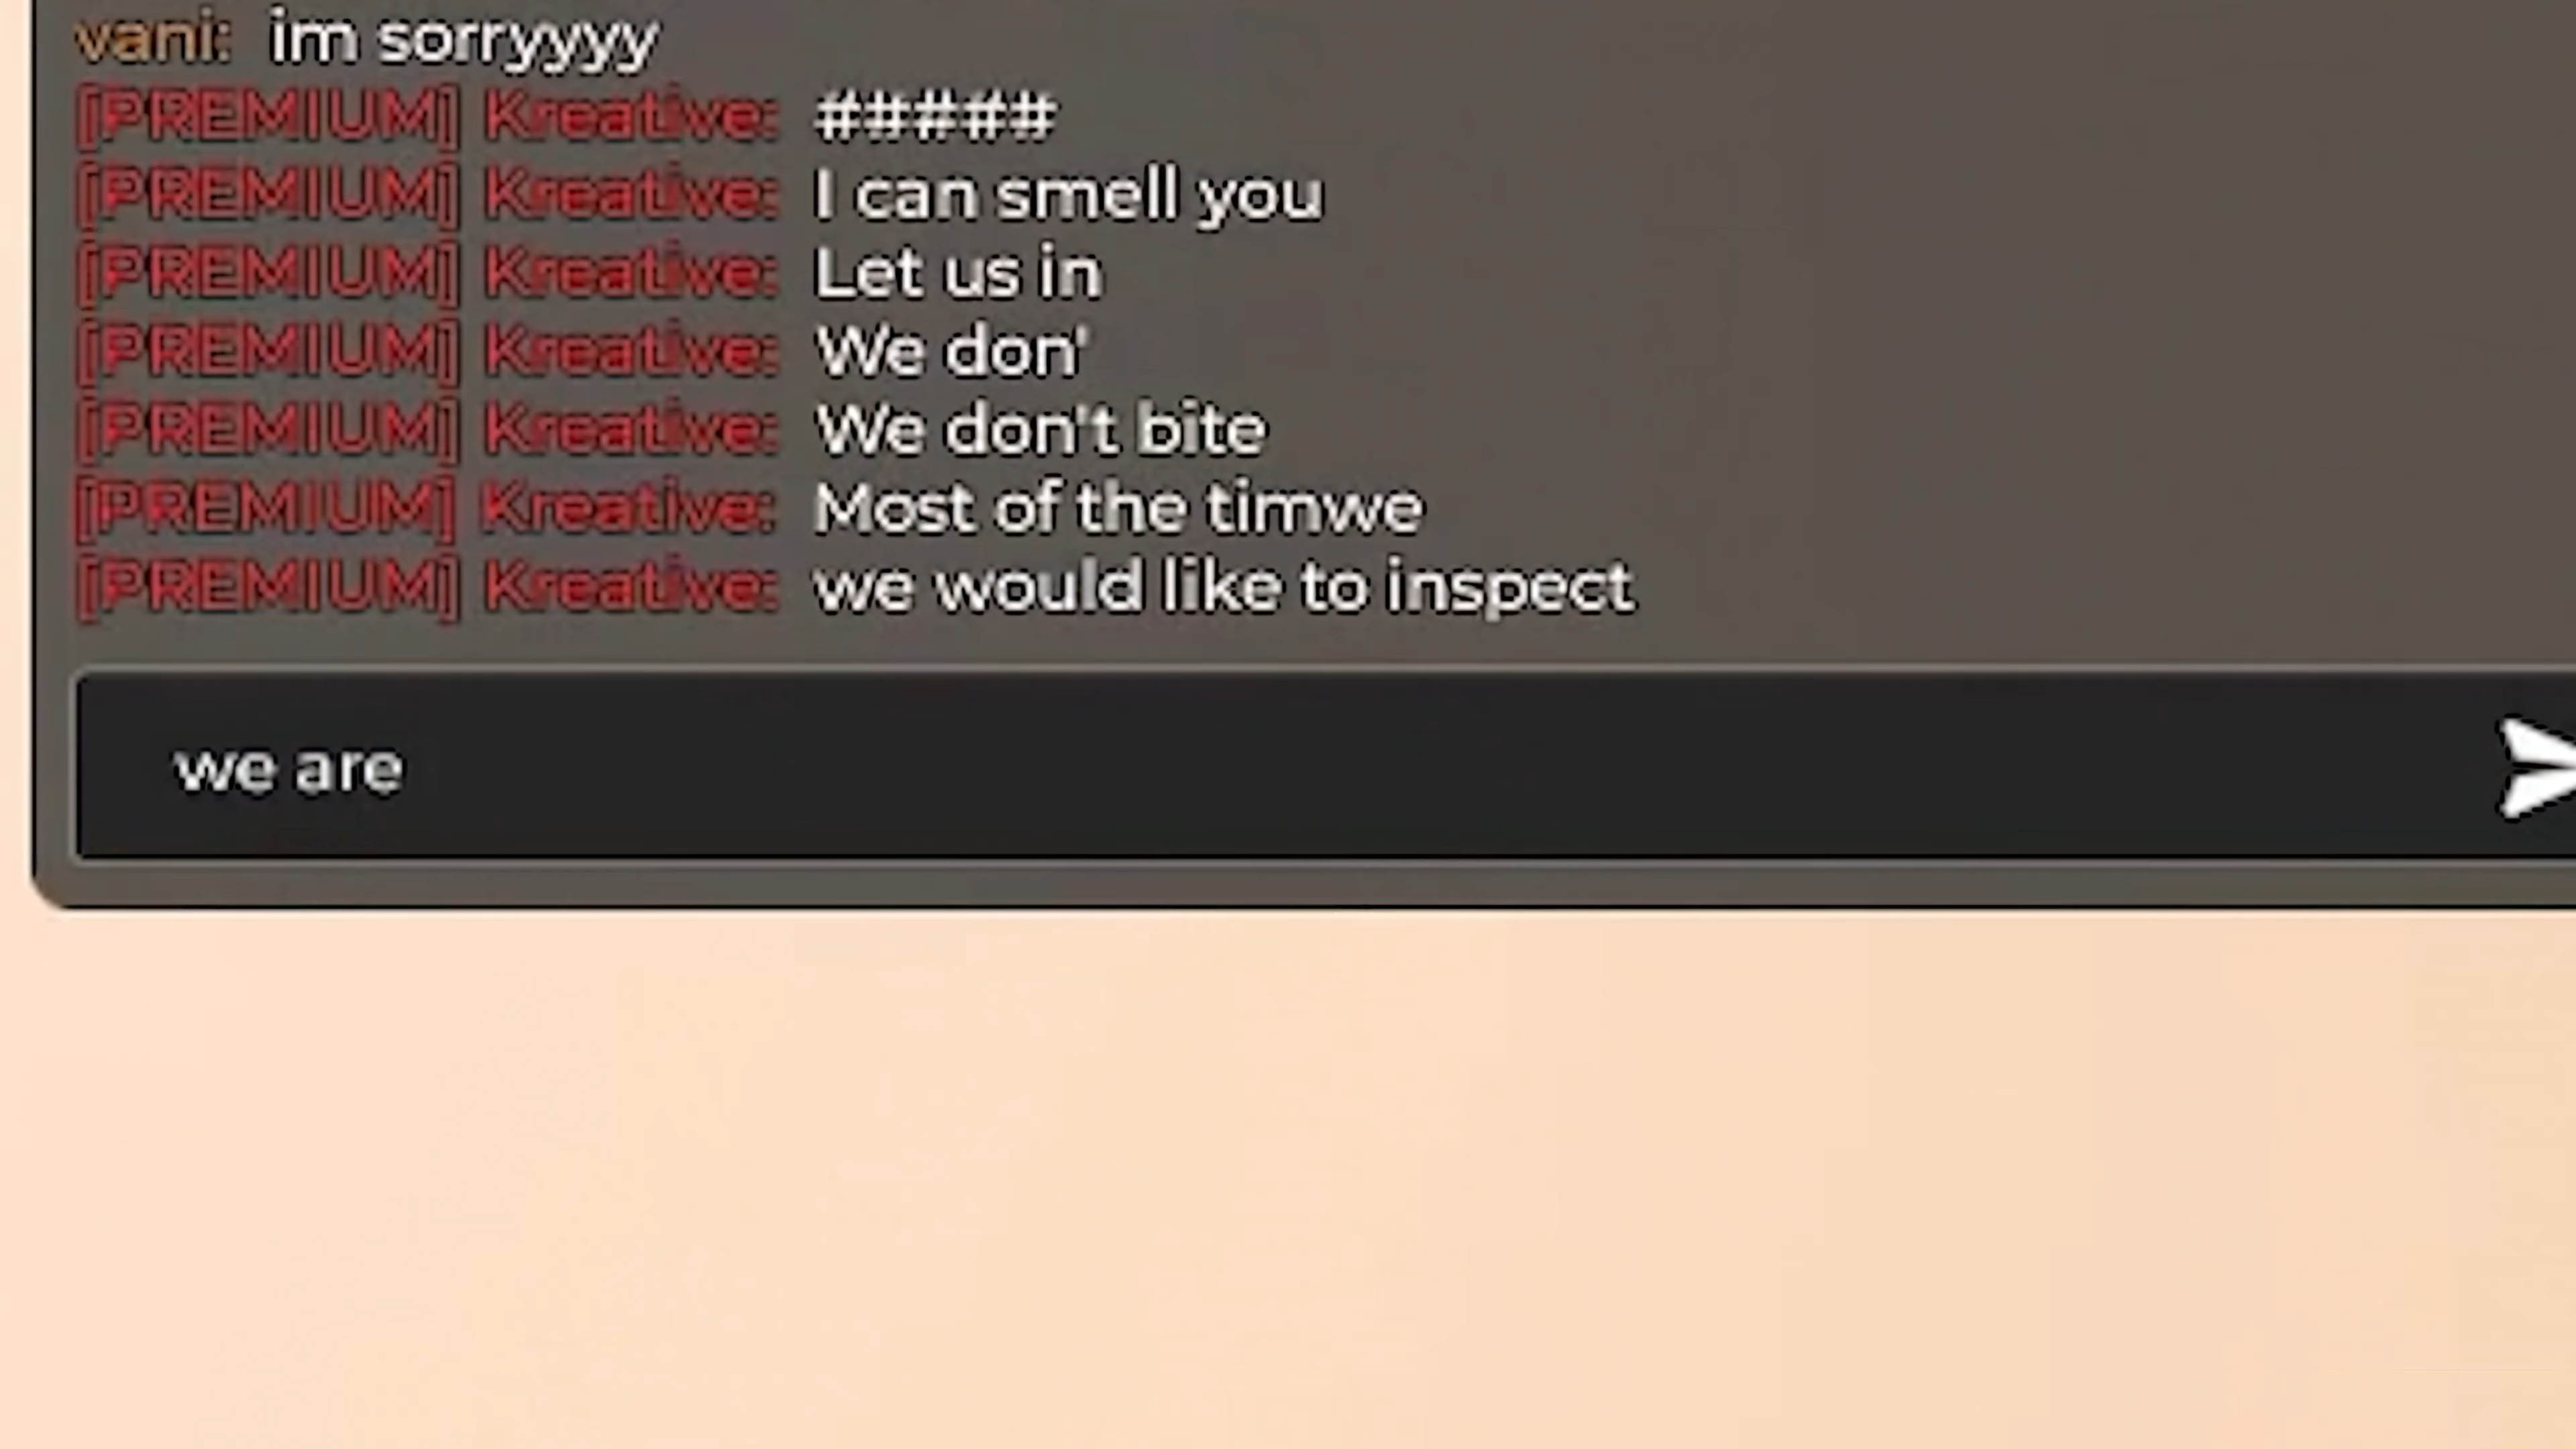 vani: im sorryyyy
[PREMIUM] Kreative: #####
[PREMIUM] Kreative: I can smell you
[PREMIUM] Kreative: Let us in
[PREMIUM] Kreative: We don'
[PREMIUM] Kreative: We don't bite
[PREMIUM] Kreative: Most of the timwe
[PREMIUM] Kreative: we would like to inspect
we are